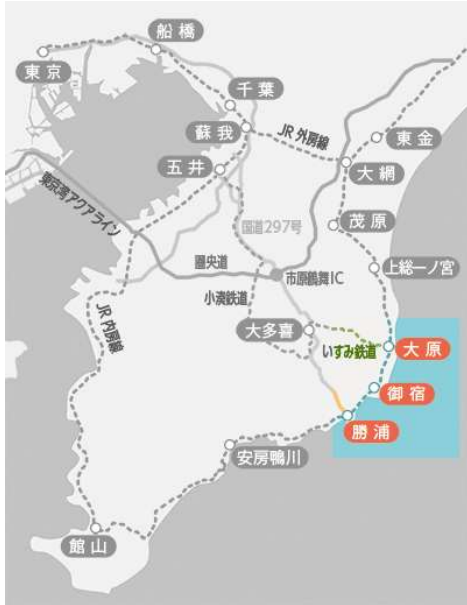 船橋
東京
千葉
蘇我
JR 外房線
東金
五井
大網
東京湾アクアライン
国道297号
茂原
圏央道
市原鶴舞IC
上総一ノ宮
小湊鉄道
JR 内房線
大多喜
いすみ鉄道
大原
御宿
勝浦
安房鴨川
館山